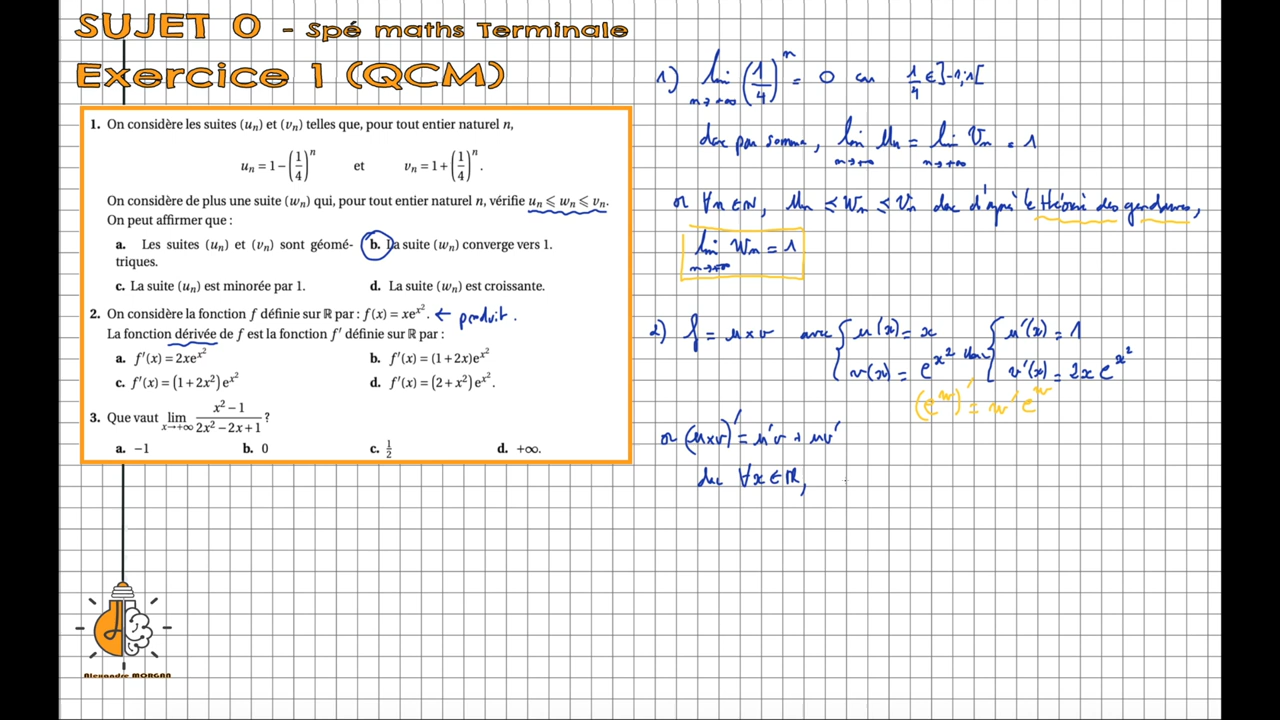 SUJET 0 - Spé maths Terminale
Exercice 1 (QCM)
1. On considère les suites (uₙ) et (vₙ) telles que, pour tout entier naturel n,
uₙ = 1 − (1/4)ⁿ et vₙ = 1 + (1/4)ⁿ.
On considère de plus une suite (wₙ) qui, pour tout entier naturel n, vérifie uₙ ⩽ wₙ ⩽ vₙ.
On peut affirmer que :
a. Les suites (uₙ) et (vₙ) sont géomé-
triques.
b. La suite (wₙ) converge vers 1.
c. La suite (uₙ) est minorée par 1.
d. La suite (wₙ) est croissante.
2. On considère la fonction f définie sur ℝ par : f(x) = xe^(x²). ← produit.
La fonction dérivée de f est la fonction f′ définie sur ℝ par :
a. f′(x) = 2xe^(x²)
b. f′(x) = (1 + 2x)e^(x²)
c. f′(x) = (1 + 2x²)e^(x²)
d. f′(x) = (2 + x²)e^(x²).
3. Que vaut lim x→+∞ (x² − 1)/(2x² − 2x + 1) ?
a. −1 b. 0 c. 1/2 d. +∞.
Alexandre MORGAN
1) lim n→+∞ (1/4)ⁿ = 0 car 1/4 ∈ ]-1;1[
donc par somme, lim n→+∞ uₙ = lim n→+∞ Vₙ = 1
or ∀n∈N, uₙ ≤ Wₙ ≤ Vₙ donc d'après le théorème des gendarmes,
lim n→+∞ Wₙ = 1
2) f = u×v avec { u(x) = x donc { u'(x) = 1
v(x) = e^(x²) v'(x) = 2x e^(x²)
(e^w)' = w' e^w
or (u×v)' = u'v + uv'
donc ∀x∈ℝ,